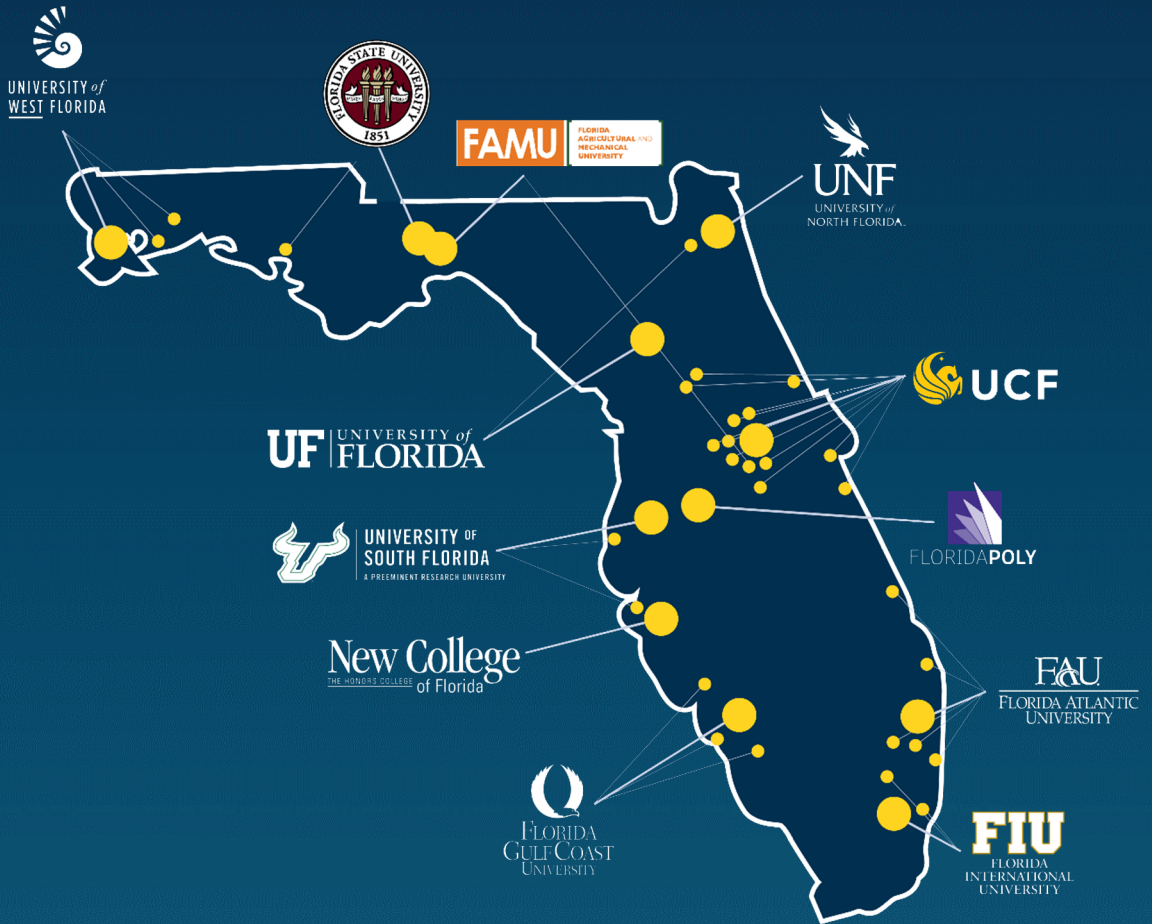 UNIVERSITY of
WEST FLORIDA
FLORIDA STATE UNIVERSITY
1851
FAMU
FLORIDA
AGRICULTURAL AND
MECHANICAL
UNIVERSITY
UNF
UNIVERSITY of
NORTH FLORIDA.
UCF
UF
UNIVERSITY of
FLORIDA
UNIVERSITY OF
SOUTH FLORIDA
A PREEMINENT RESEARCH UNIVERSITY
FLORIDAPOLY
New College
THE HONORS COLLEGE
of Florida
FAU
FLORIDA ATLANTIC
UNIVERSITY
FLORIDA
GULF COAST
UNIVERSITY
FIU
FLORIDA
INTERNATIONAL
UNIVERSITY